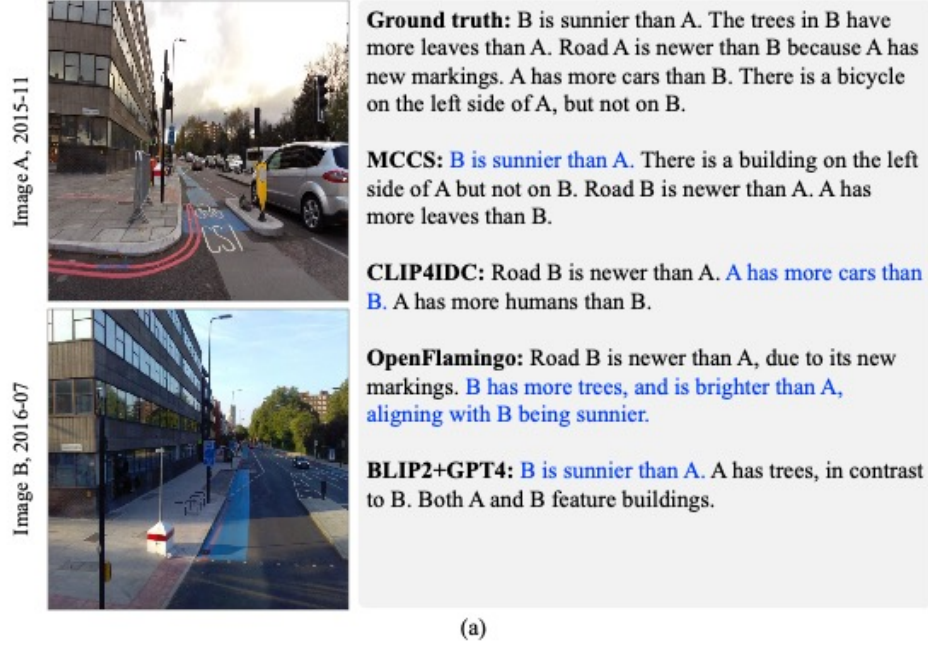 Image A, 2015-11
Image B, 2016-07
CSI
Ground truth: B is sunnier than A. The trees in B have
more leaves than A. Road A is newer than B because A has
new markings. A has more cars than B. There is a bicycle
on the left side of A, but not on B.
MCCS: B is sunnier than A. There is a building on the left
side of A but not on B. Road B is newer than A. A has
more leaves than B.
CLIP4IDC: Road B is newer than A. A has more cars than
B. A has more humans than B.
OpenFlamingo: Road B is newer than A, due to its new
markings. B has more trees, and is brighter than A,
aligning with B being sunnier.
BLIP2+GPT4: B is sunnier than A. A has trees, in contrast
to B. Both A and B feature buildings.
(a)